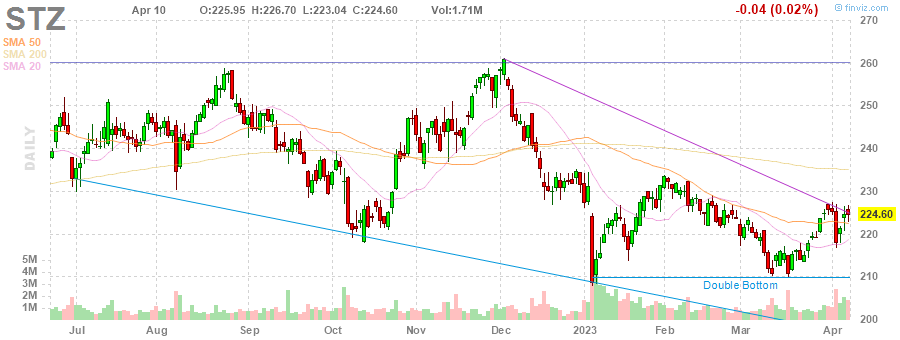 STZ Apr 10 O:225.95 H:226.70 L:223.04 C:224.60 Vol:1.71M -0.04 (0.02%) finviz.com
SMA 50
SMA 200
SMA 20
DAILY
270
260
250
240
230
224.60
220
210
200
5M
4M
3M
2M
1M
Double Bottom
Jul Aug Sep Oct Nov Dec 2023 Feb Mar Apr